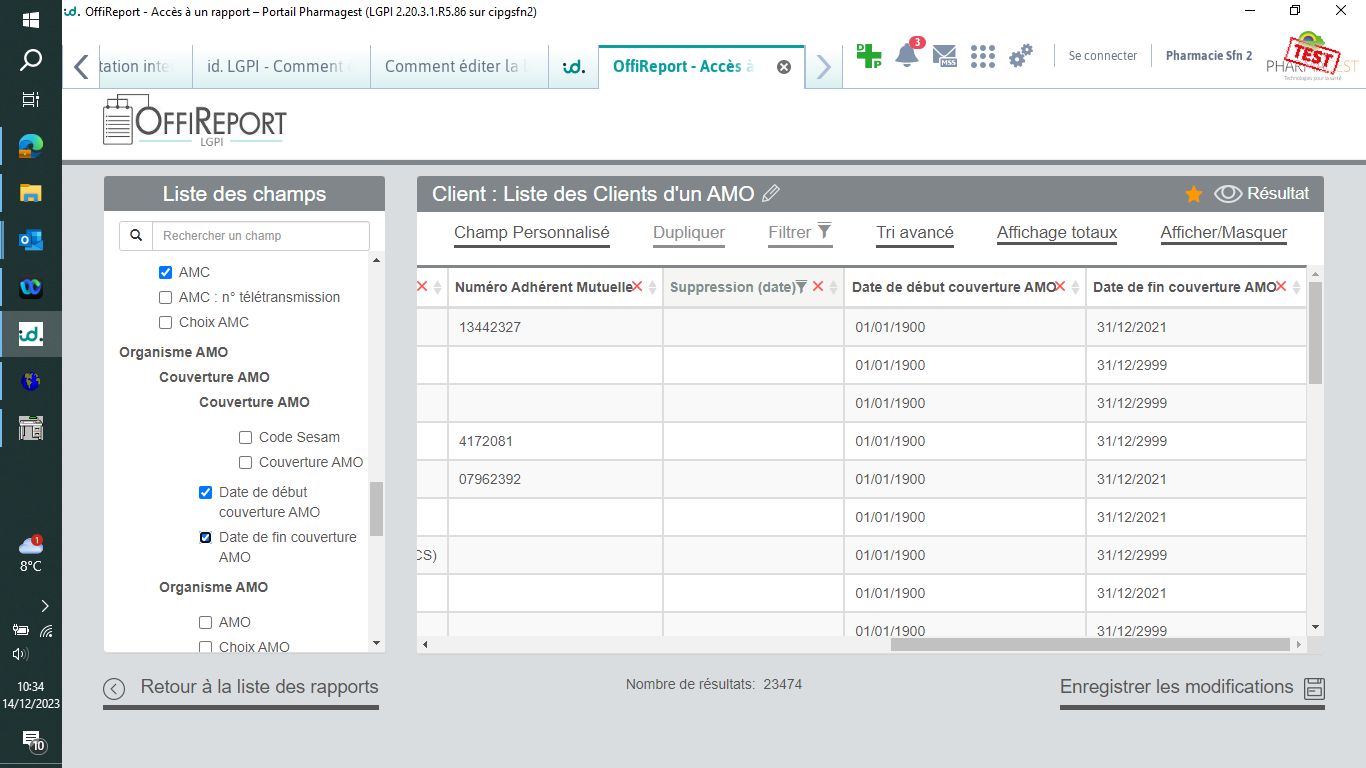 id. OffiReport - Accès à un rapport – Portail Pharmagest (LGPI 2.20.3.1.R5.86 sur cipgsfn2)
tation inte
id. LGPI - Comment
Comment éditer la l
id.
OffiReport - Accès à
3
MSS
Se connecter
Pharmacie Sfn 2
TEST
OFFIREPORT
LGPI
Liste des champs
Rechercher un champ
AMC
AMC : n° télétransmission
Choix AMC
Organisme AMO
Couverture AMO
Couverture AMO
Code Sesam
Couverture AMO
Date de début
couverture AMO
Date de fin couverture
AMO
Organisme AMO
AMO
Choix AMO
Client : Liste des Clients d'un AMO
Résultat
Champ Personnalisé Dupliquer Filtrer Tri avancé Affichage totaux Afficher/Masquer
Numéro Adhérent Mutuelle Suppression (date) Date de début couverture AMO Date de fin couverture AMO
13442327 01/01/1900 31/12/2021
01/01/1900 31/12/2999
01/01/1900 31/12/2999
4172081 01/01/1900 31/12/2999
07962392 01/01/1900 31/12/2021
01/01/1900 31/12/2021
CS) 01/01/1900 31/12/2999
01/01/1900 31/12/2021
01/01/1900 31/12/2999
Retour à la liste des rapports
Nombre de résultats: 23474
Enregistrer les modifications
id.
1
8°C
10:34
14/12/2023
10